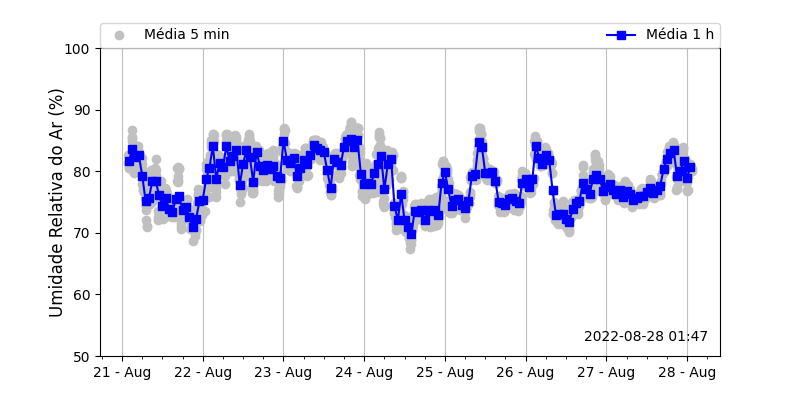 Média 5 min
Média 1 h
Umidade Relativa do Ar (%)
100
90
80
70
60
50
2022-08-28 01:47
21 - Aug
22 - Aug
23 - Aug
24 - Aug
25 - Aug
26 - Aug
27 - Aug
28 - Aug